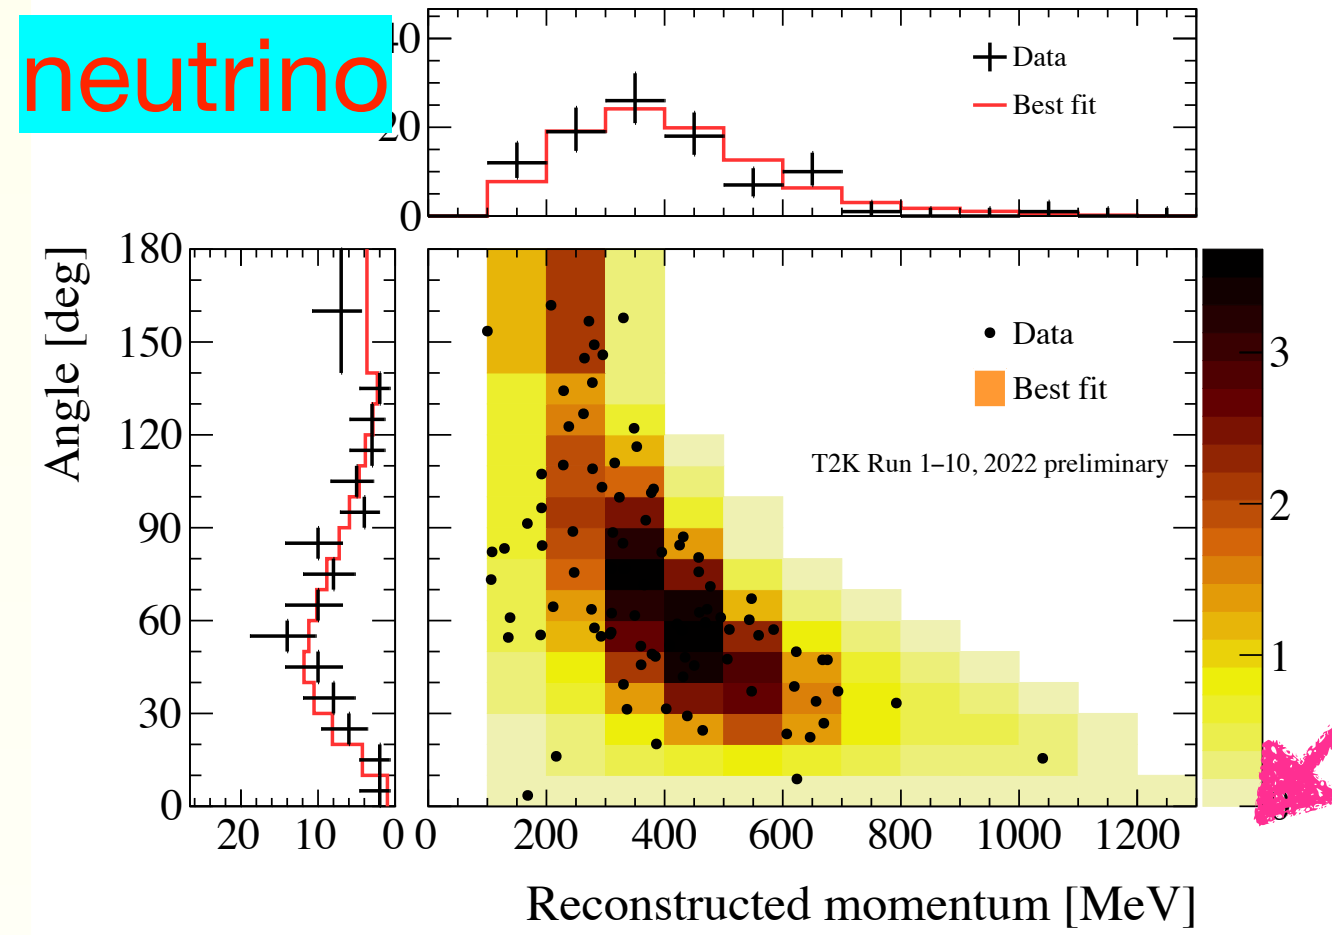 neutrino
40
20
0
Data
Best fit
Angle [deg]
180
150
120
90
60
30
0
20 10 0
Data
Best fit
T2K Run 1–10, 2022 preliminary
3
2
1
0 200 400 600 800 1000 1200
Reconstructed momentum [MeV]